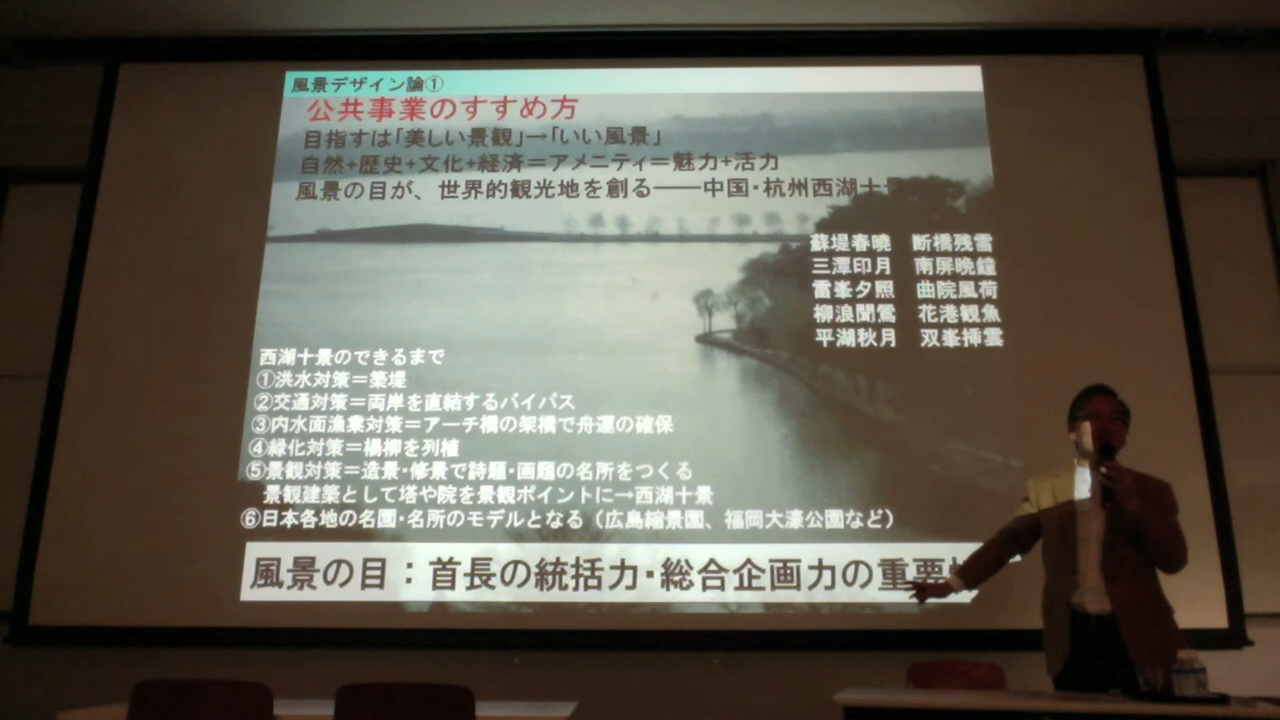 風景デザイン論①
公共事業のすすめ方
目指すは「美しい景観」→「いい風景」
自然+歴史+文化+経済＝アメニティ＝魅力+活力
風景の目が、世界的観光地を創る――中国・杭州西湖十景
蘇堤春曉　断橋残雪
三潭印月　南屏晩鐘
雷峯夕照　曲院風荷
柳浪聞鶯　花港観魚
平湖秋月　双峯挿雲
西湖十景のできるまで
①洪水対策＝築堤
②交通対策＝両岸を直結するバイパス
③内水面漁業対策＝アーチ橋の架橋で舟運の確保
④緑化対策＝楊柳を列植
⑤景観対策＝造景・修景で詩題・画題の名所をつくる
景観建築として塔や院を景観ポイントに→西湖十景
⑥日本各地の名園・名所のモデルとなる（広島縮景園、福岡大濠公園など）
風景の目：首長の統括力・総合企画力の重要